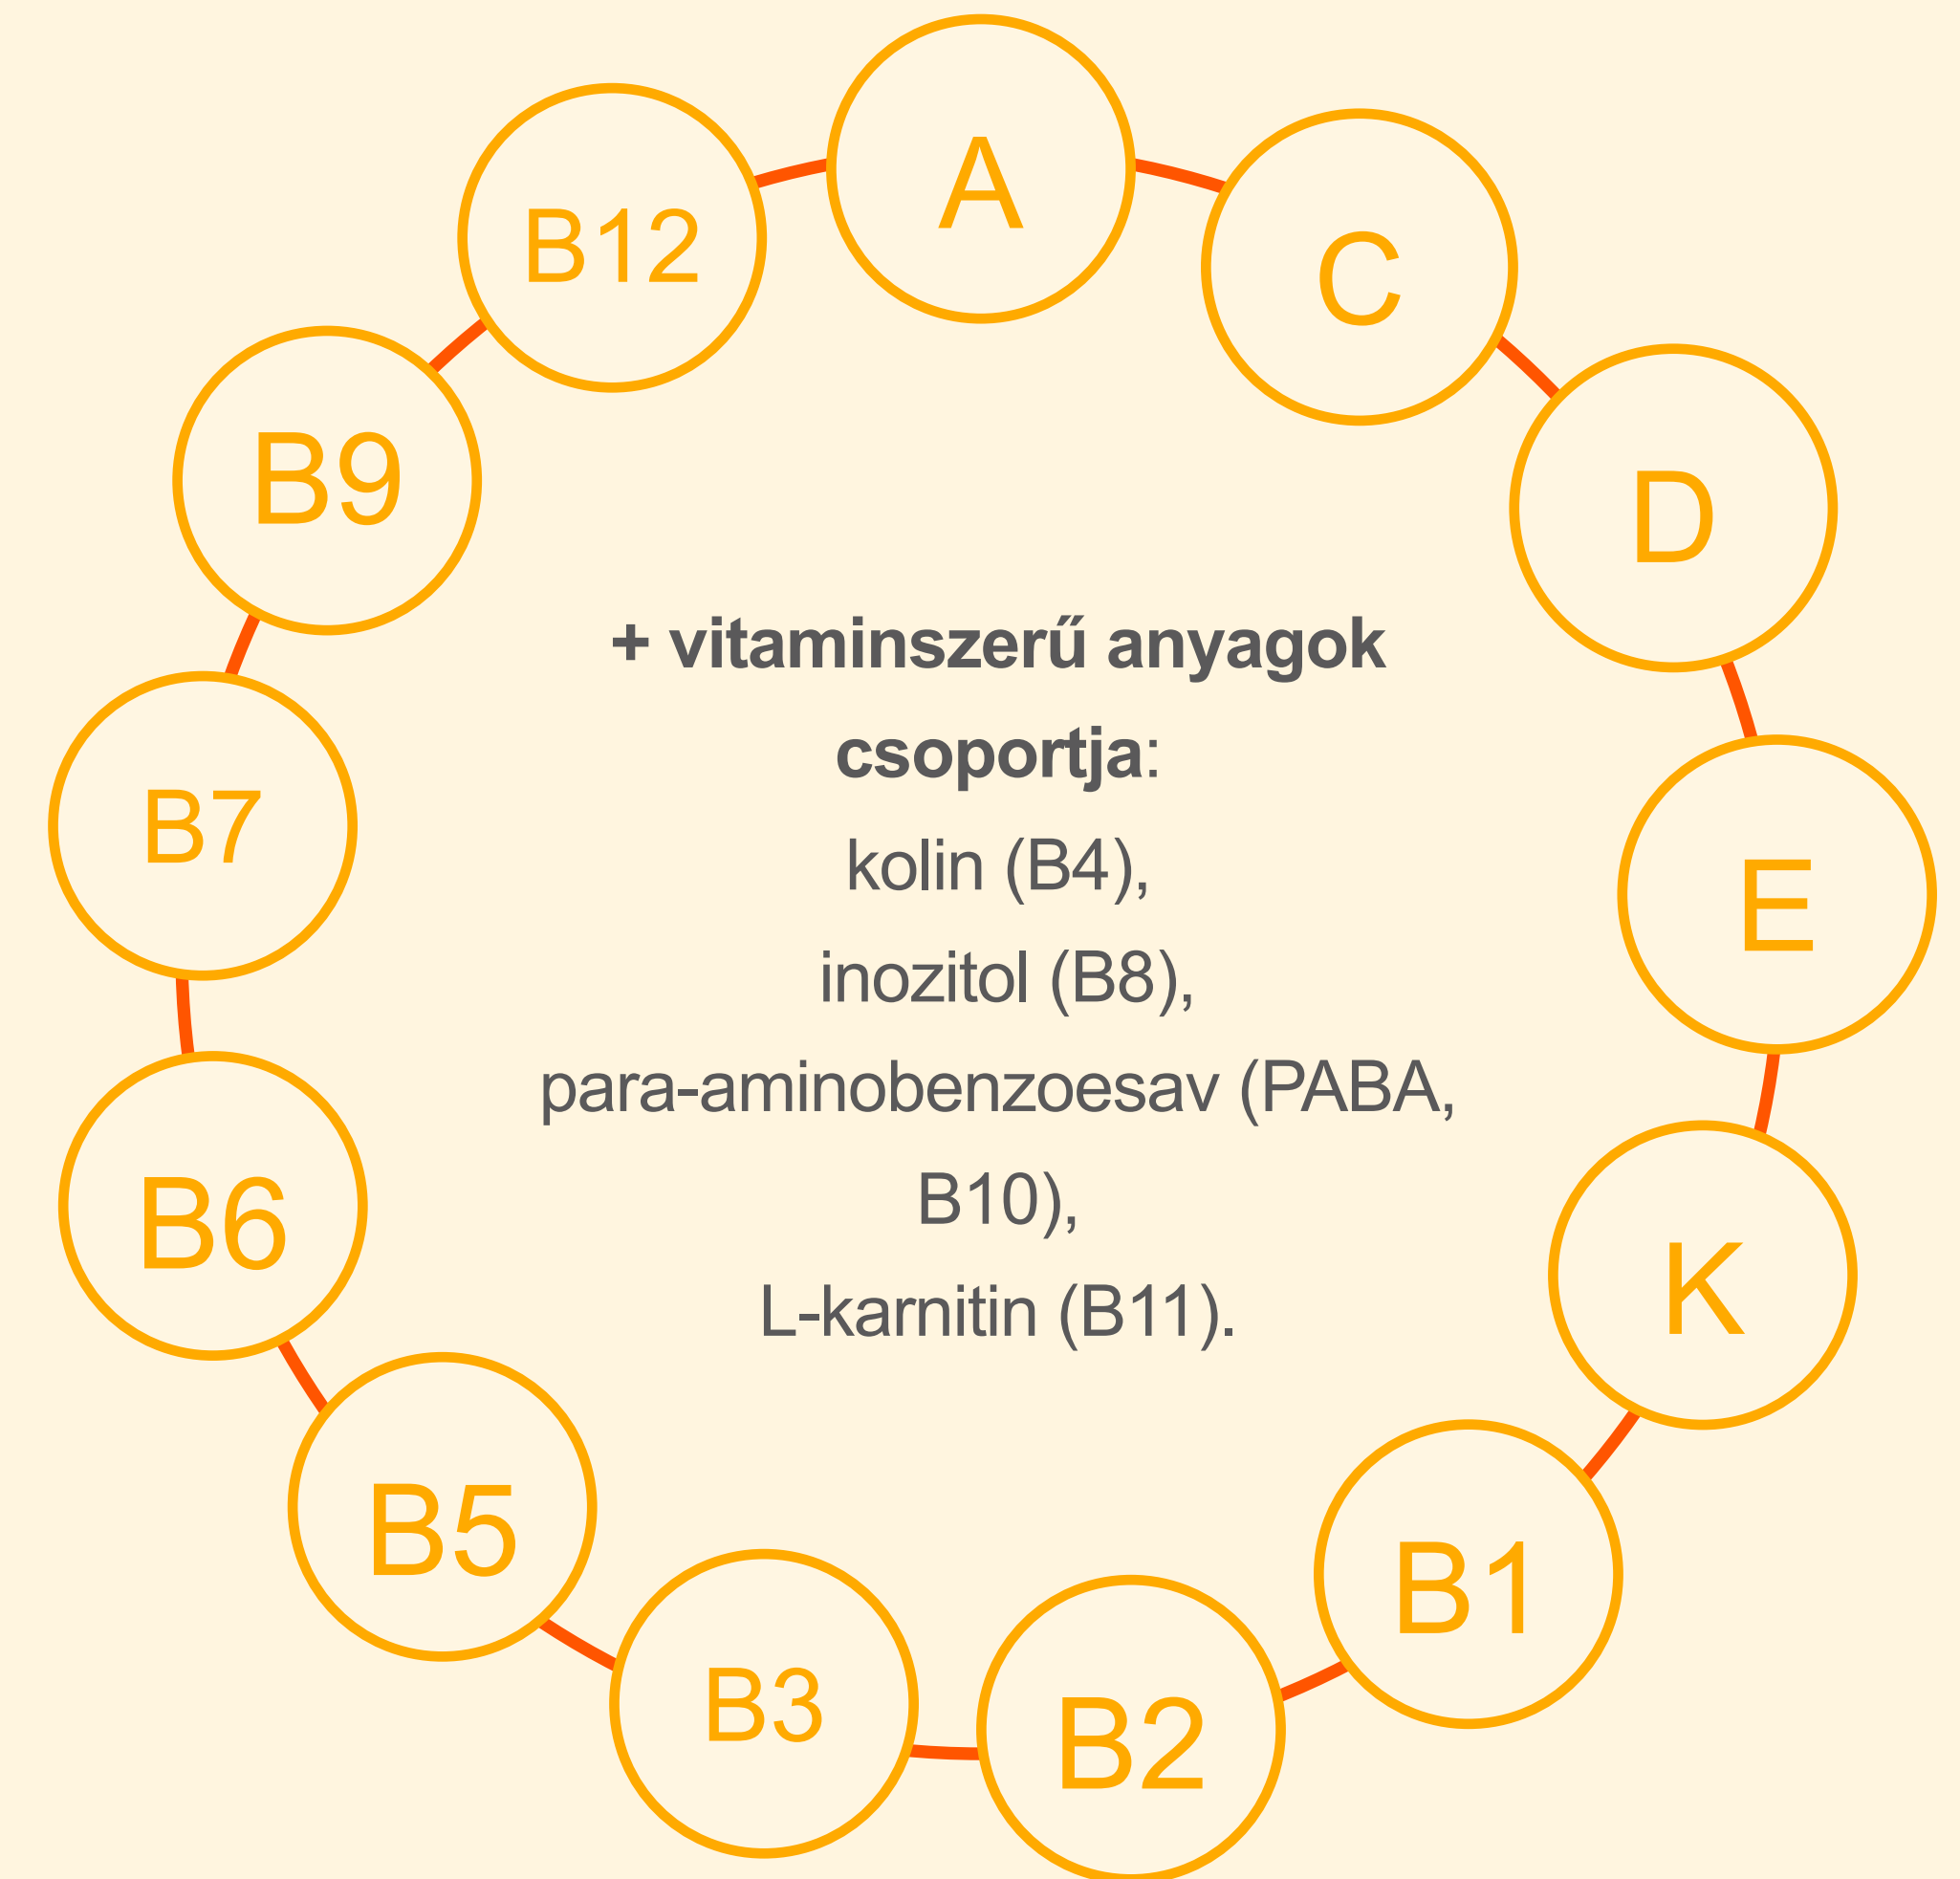 A
C
D
E
K
B1
B2
B3
B5
B6
B7
B9
B12
+ vitaminszerű anyagok
csoportja:
kolin (B4),
inozitol (B8),
para-aminobenzoesav (PABA,
B10),
L-karnitin (B11).